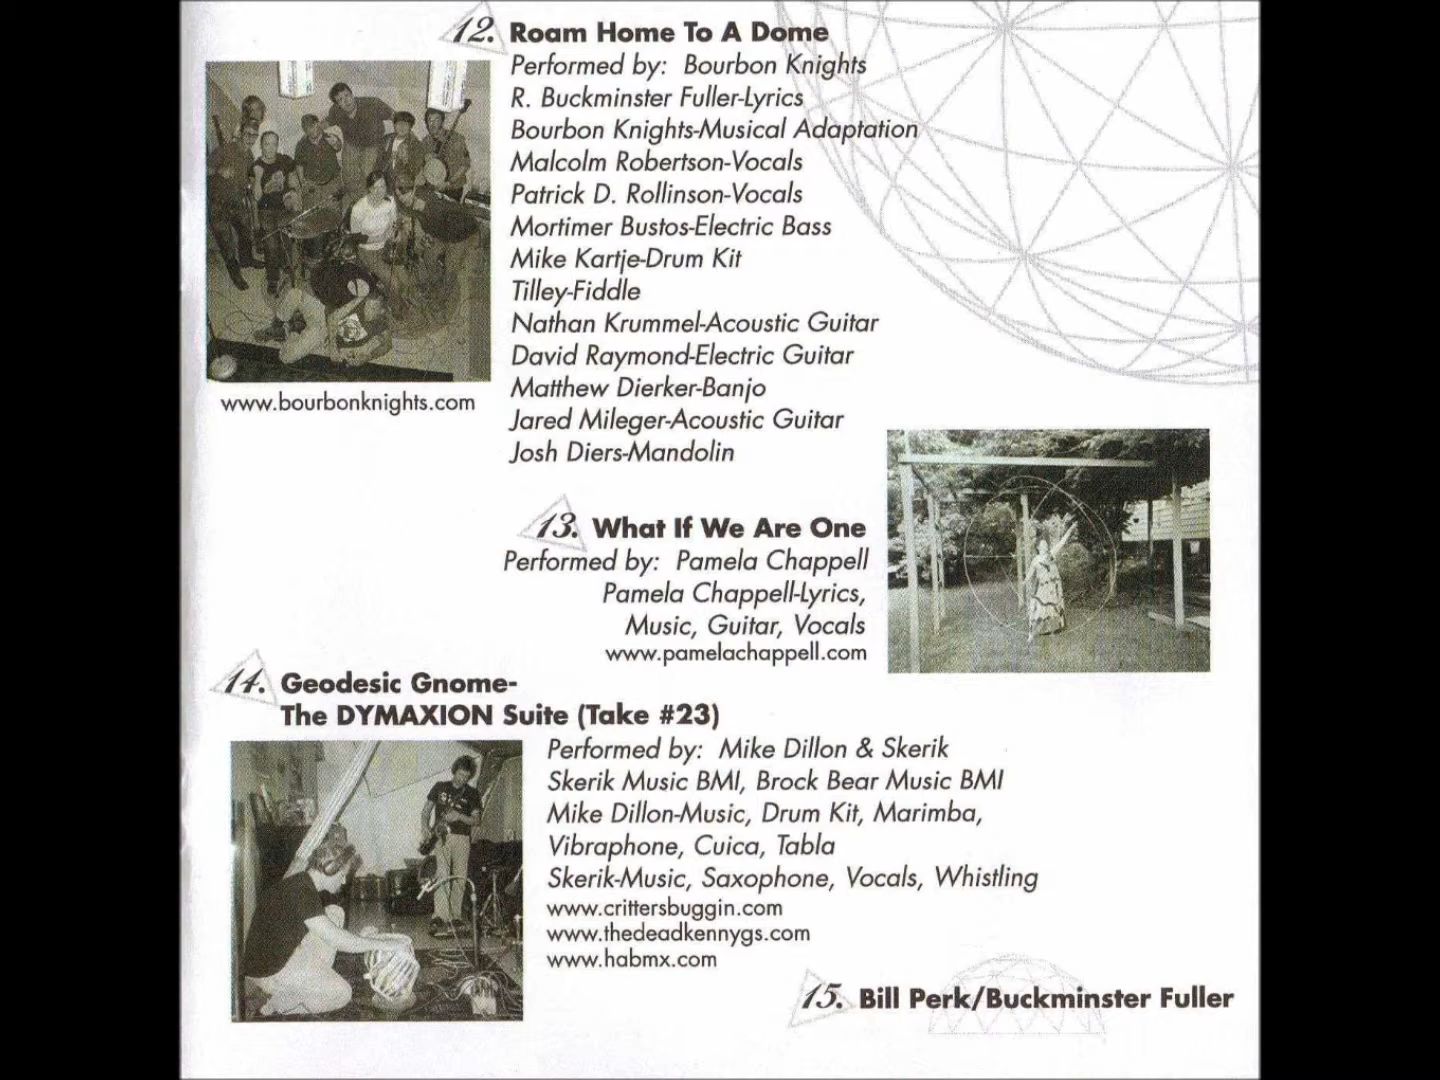 12. Roam Home To A Dome
Performed by: Bourbon Knights
R. Buckminster Fuller-Lyrics
Bourbon Knights-Musical Adaptation
Malcolm Robertson-Vocals
Patrick D. Rollinson-Vocals
Mortimer Bustos-Electric Bass
Mike Kartje-Drum Kit
Tilley-Fiddle
Nathan Krummel-Acoustic Guitar
David Raymond-Electric Guitar
Matthew Dierker-Banjo
Jared Mileger-Acoustic Guitar
Josh Diers-Mandolin
www.bourbonknights.com
13. What If We Are One
Performed by: Pamela Chappell
Pamela Chappell-Lyrics,
Music, Guitar, Vocals
www.pamelachappell.com
14. Geodesic Gnome-
The DYMAXION Suite (Take #23)
Performed by: Mike Dillon & Skerik
Skerik Music BMI, Brock Bear Music BMI
Mike Dillon-Music, Drum Kit, Marimba,
Vibraphone, Cuica, Tabla
Skerik-Music, Saxophone, Vocals, Whistling
www.crittersbuggin.com
www.thedeadkennygs.com
www.habmx.com
15. Bill Perk/Buckminster Fuller